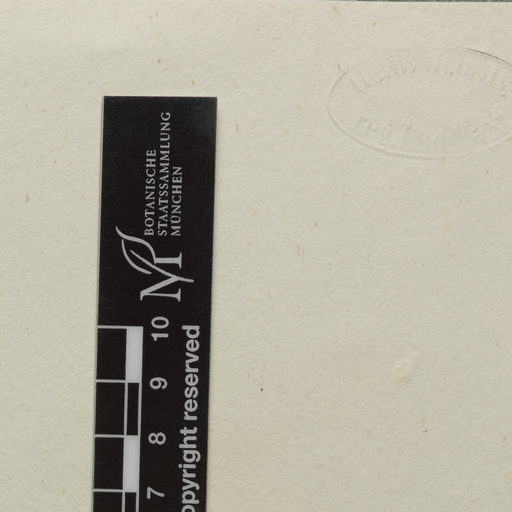 BOTANISCHE
STAATSSAMMLUNG
MÜNCHEN
10
9
8
7
opyright reserved